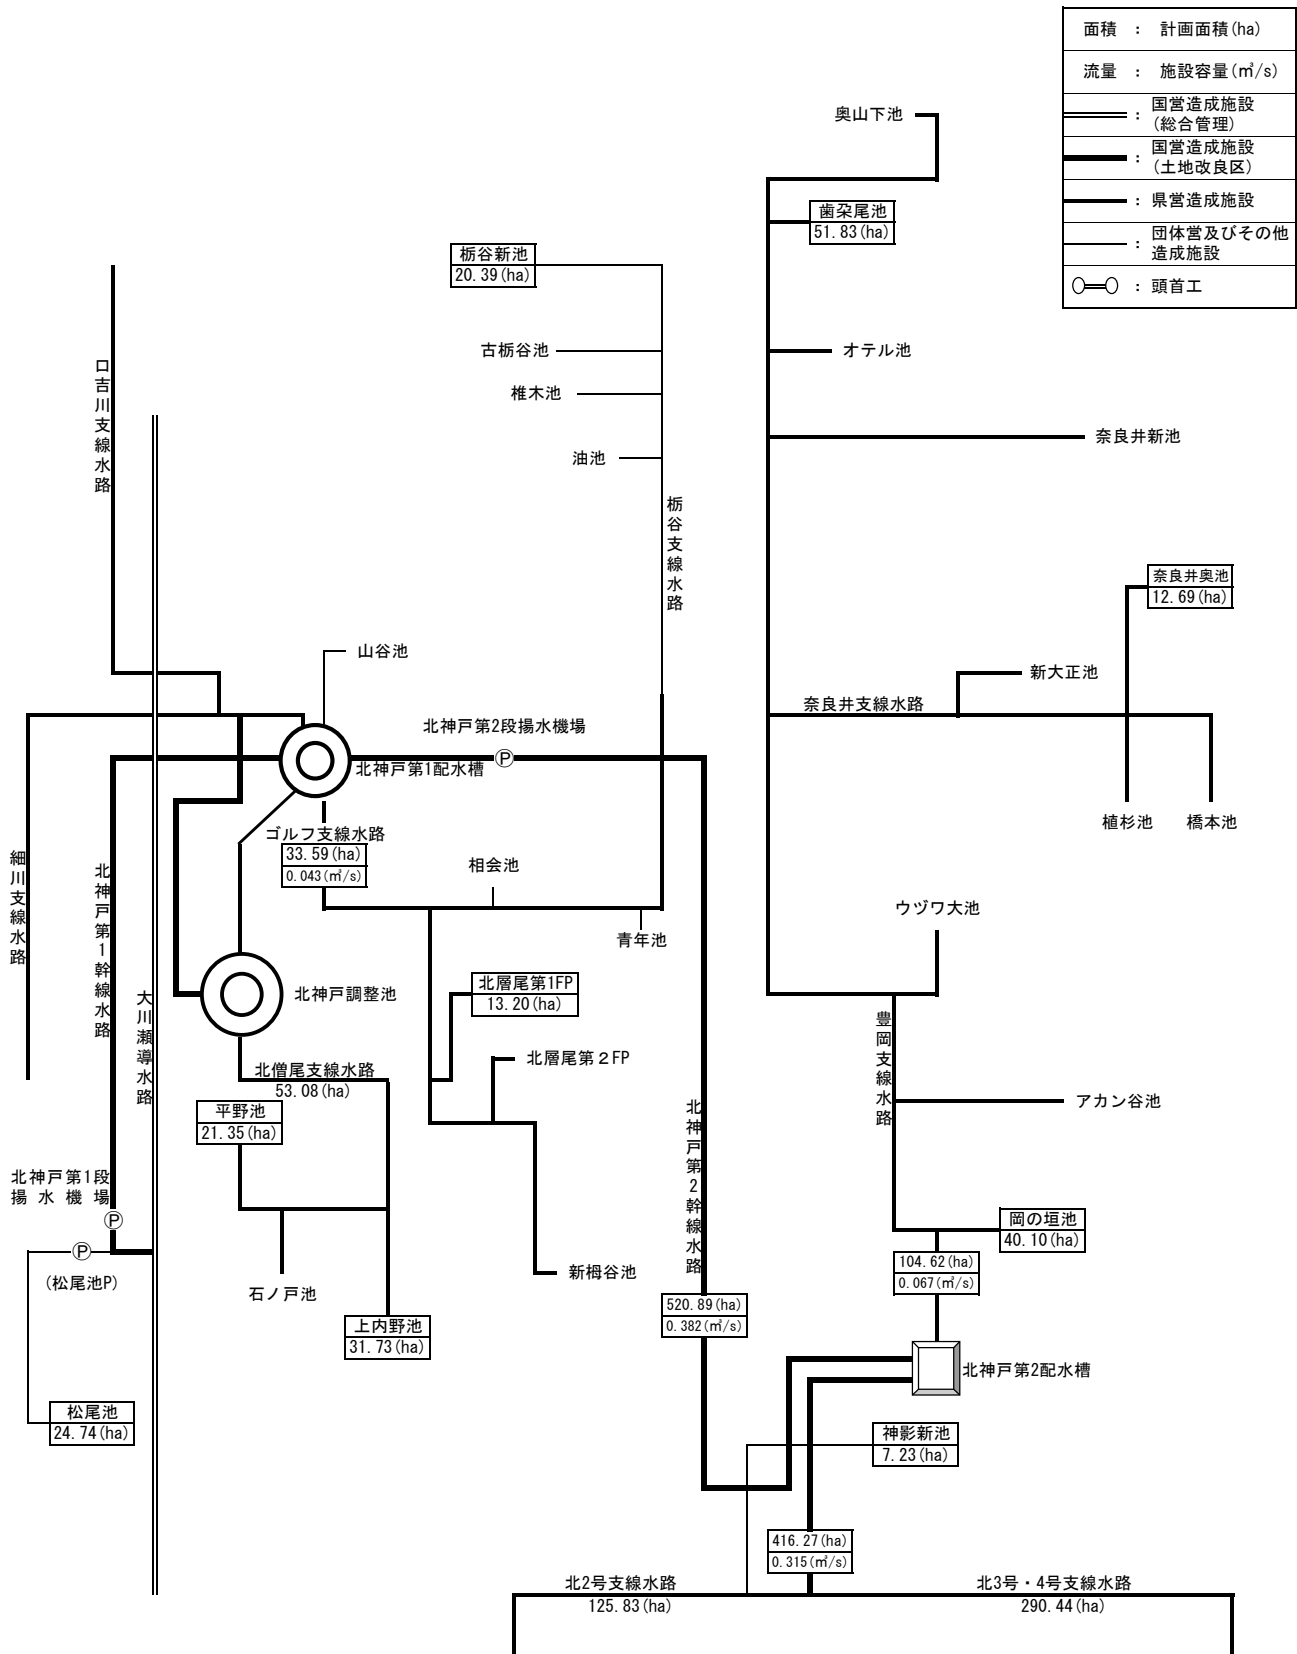 面積 : 計画面積(ha)
流量 : 施設容量(㎥/s)
: 国営造成施設
(総合管理)
: 国営造成施設
(土地改良区)
: 県営造成施設
: 団体営及びその他
造成施設
: 頭首工
奥山下池
歯朶尾池
51.83(ha)
栃谷新池
20.39(ha)
古栃谷池
椎木池
油池
オテル池
奈良井新池
口吉川支線水路
栃谷支線水路
奈良井奥池
12.69(ha)
山谷池
新大正池
奈良井支線水路
北神戸第2段揚水機場
P
北神戸第1配水槽
植杉池
橋本池
ゴルフ支線水路
33.59(ha)
0.043(㎥/s)
相会池
細川支線水路
北神戸第1幹線水路
大川瀬導水路
青年池
ウヅワ大池
北神戸調整池
北層尾第1FP
13.20(ha)
豊岡支線水路
北層尾第２FP
北僧尾支線水路
53.08(ha)
平野池
21.35(ha)
アカン谷池
北神戸第2幹線水路
北神戸第1段
揚水機場
P
P
(松尾池P)
石ノ戸池
新栂谷池
岡の垣池
40.10(ha)
104.62(ha)
0.067(㎥/s)
520.89(ha)
0.382(㎥/s)
上内野池
31.73(ha)
北神戸第2配水槽
松尾池
24.74(ha)
神影新池
7.23(ha)
416.27(ha)
0.315(㎥/s)
北2号支線水路
125.83(ha)
北3号・4号支線水路
290.44(ha)